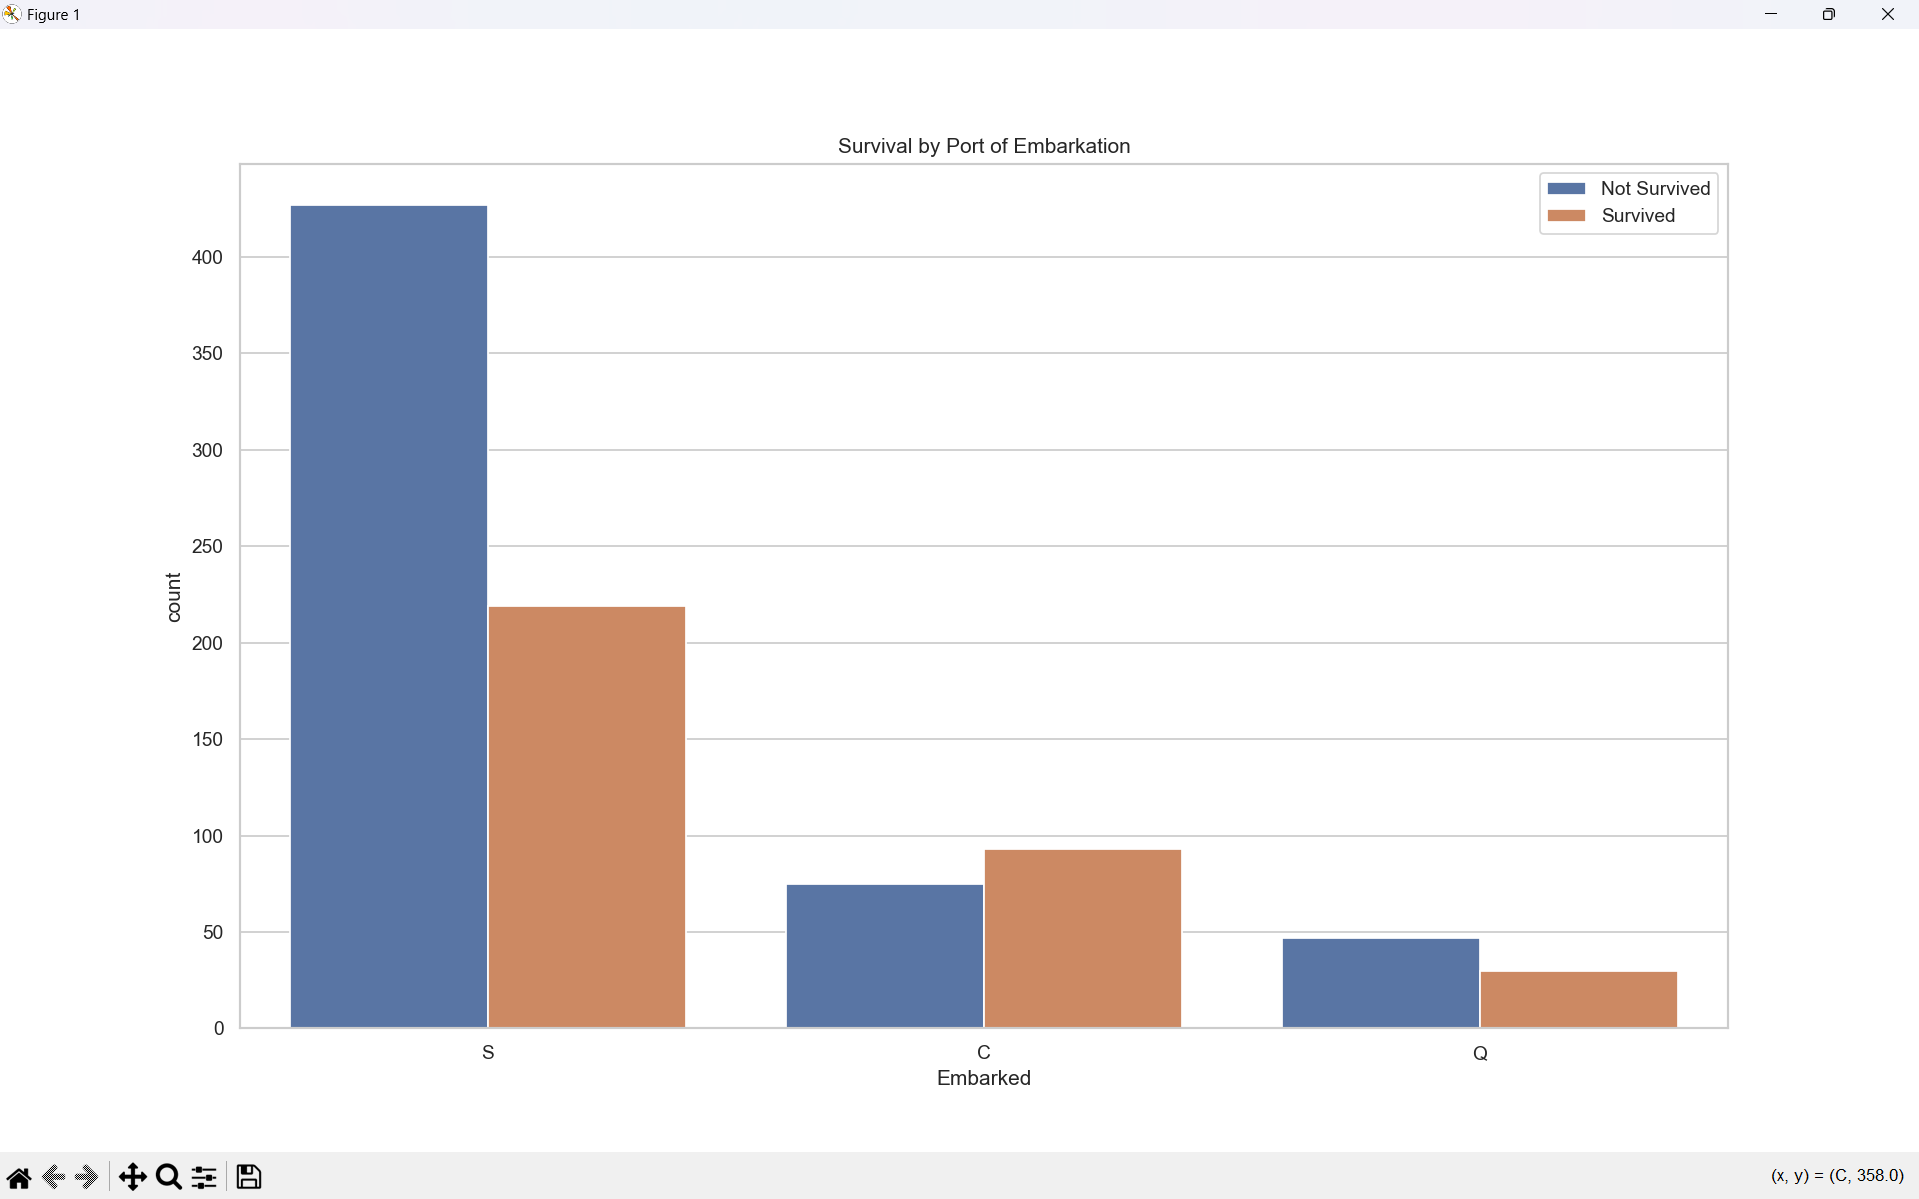 Figure 1
Survival by Port of Embarkation
Not Survived
Survived
400
350
300
250
200
150
100
50
0
count
S C Q
Embarked
(x, y) = (C, 358.0)